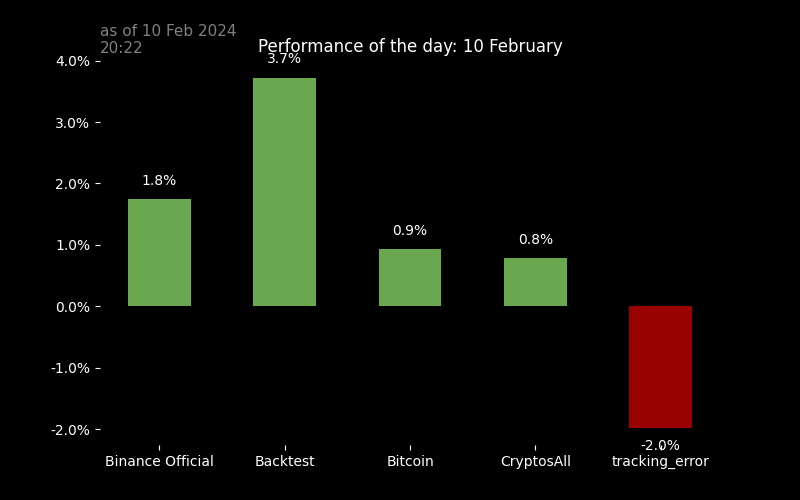 as of 10 Feb 2024
20:22
Performance of the day: 10 February
4.0%
3.0%
2.0%
1.0%
0.0%
-1.0%
-2.0%
1.8%
3.7%
0.9%
0.8%
-2.0%
Binance Official
Backtest
Bitcoin
CryptosAll
tracking_error